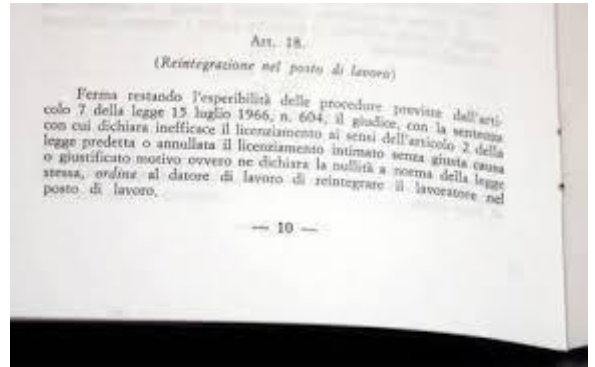 Art. 18.
(Reintegrazione nel posto di lavoro)
Ferma restando l'esperibilità delle procedure previste dall'arti-
colo 7 della legge 15 luglio 1966, n. 604, il giudice, con la sentenza
con cui dichiara inefficace il licenziamento ai sensi dell'articolo 2 della
legge predetta o annullata il licenziamento intimato senza giusta causa
o giustificato motivo ovvero ne dichiara la nullità a norma della legge
stessa, ordina al datore di lavoro di reintegrare il lavoratore nel
posto di lavoro.
— 10 —